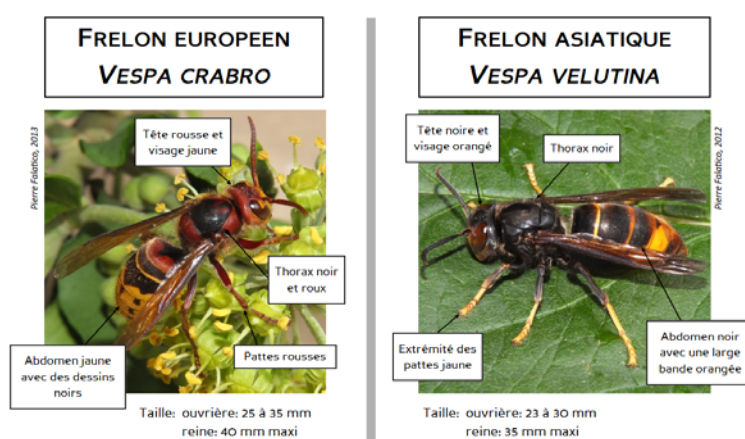 FRELON EUROPEEN
VESPA CRABRO
Pierre Falatico, 2013
Tête rousse et
visage jaune
Thorax noir
et roux
Pattes rousses
Abdomen jaune
avec des dessins
noirs
Taille: ouvrière: 25 à 35 mm
reine: 40 mm maxi
FRELON ASIATIQUE
VESPA VELUTINA
Pierre Falatico, 2012
Tête noire et
visage orangé
Thorax noir
Extrêmité des
pattes jaune
Abdomen noir
avec une large
bande orangée
Taille: ouvrière: 23 à 30 mm
reine: 35 mm maxi